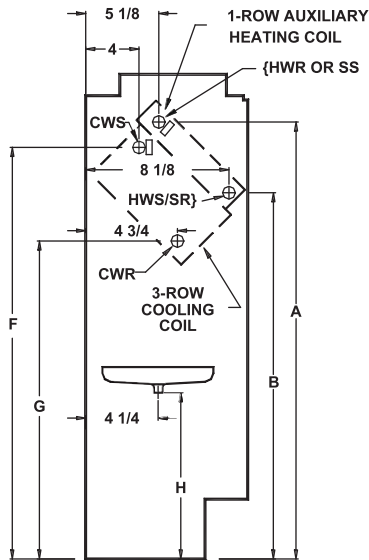 5 1/8
1-ROW AUXILIARY
HEATING COIL
4
{HWR OR SS
CWS
8 1/8
HWS/SR}
4 3/4
CWR
3-ROW
COOLING
COIL
F
A
B
G
4 1/4
H